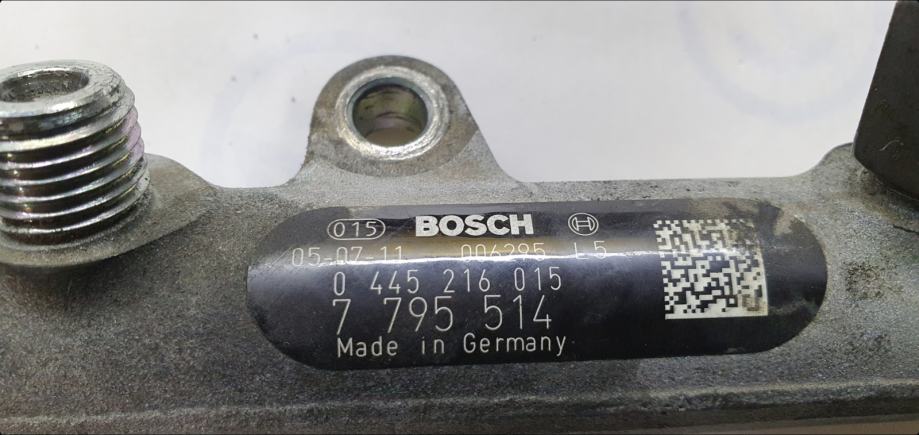 015 BOSCH
05-07-11 006295 L5
0 445 216 015
7 795 514
Made in Germany